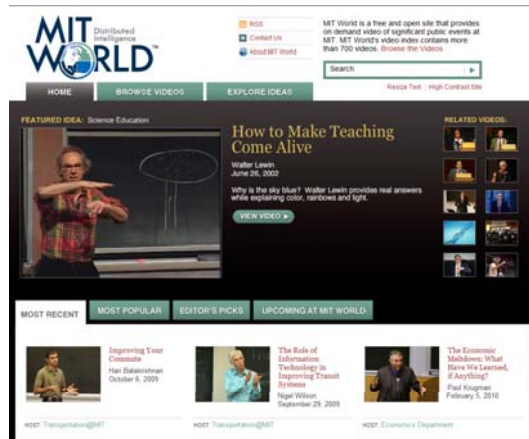 MIT
Distributed
Intelligence
WORLD™
RSS
Contact Us
About MIT World
MIT World is a free and open site that provides
on demand video of significant public events at
MIT. MIT World's video index contains more
than 700 videos. Browse the Videos
Search
Resize Text | High Contrast Site
HOME
BROWSE VIDEOS
EXPLORE IDEAS
FEATURED IDEA: Science Education
How to Make Teaching
Come Alive
Walter Lewin
June 26, 2002
Why is the sky blue? Walter Lewin provides real answers
while explaining color, rainbows and light.
VIEW VIDEO
RELATED VIDEOS:
MOST RECENT
MOST POPULAR
EDITOR'S PICKS
UPCOMING AT MIT WORLD
Improving Your
Commute
Hari Balakrishnan
October 6, 2009
HOST: Transportation@MIT
The Role of
Information
Technology in
Improving Transit
Systems
Nigel Wilson
September 29, 2009
HOST: Transportation@MIT
The Economic
Meltdown: What
Have We Learned,
if Anything?
Paul Krugman
February 5, 2010
HOST: Economics Department